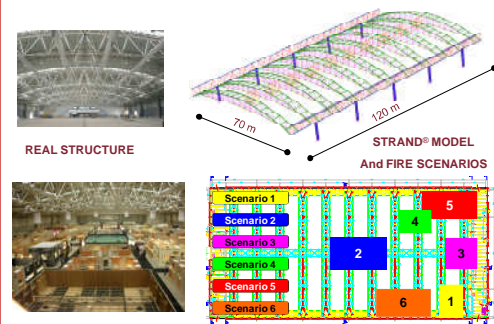 70 m
120 m
REAL STRUCTURE
STRAND® MODEL
And FIRE SCENARIOS
Scenario 1
Scenario 2
Scenario 3
Scenario 4
Scenario 5
Scenario 6
5
4
2
3
6
1